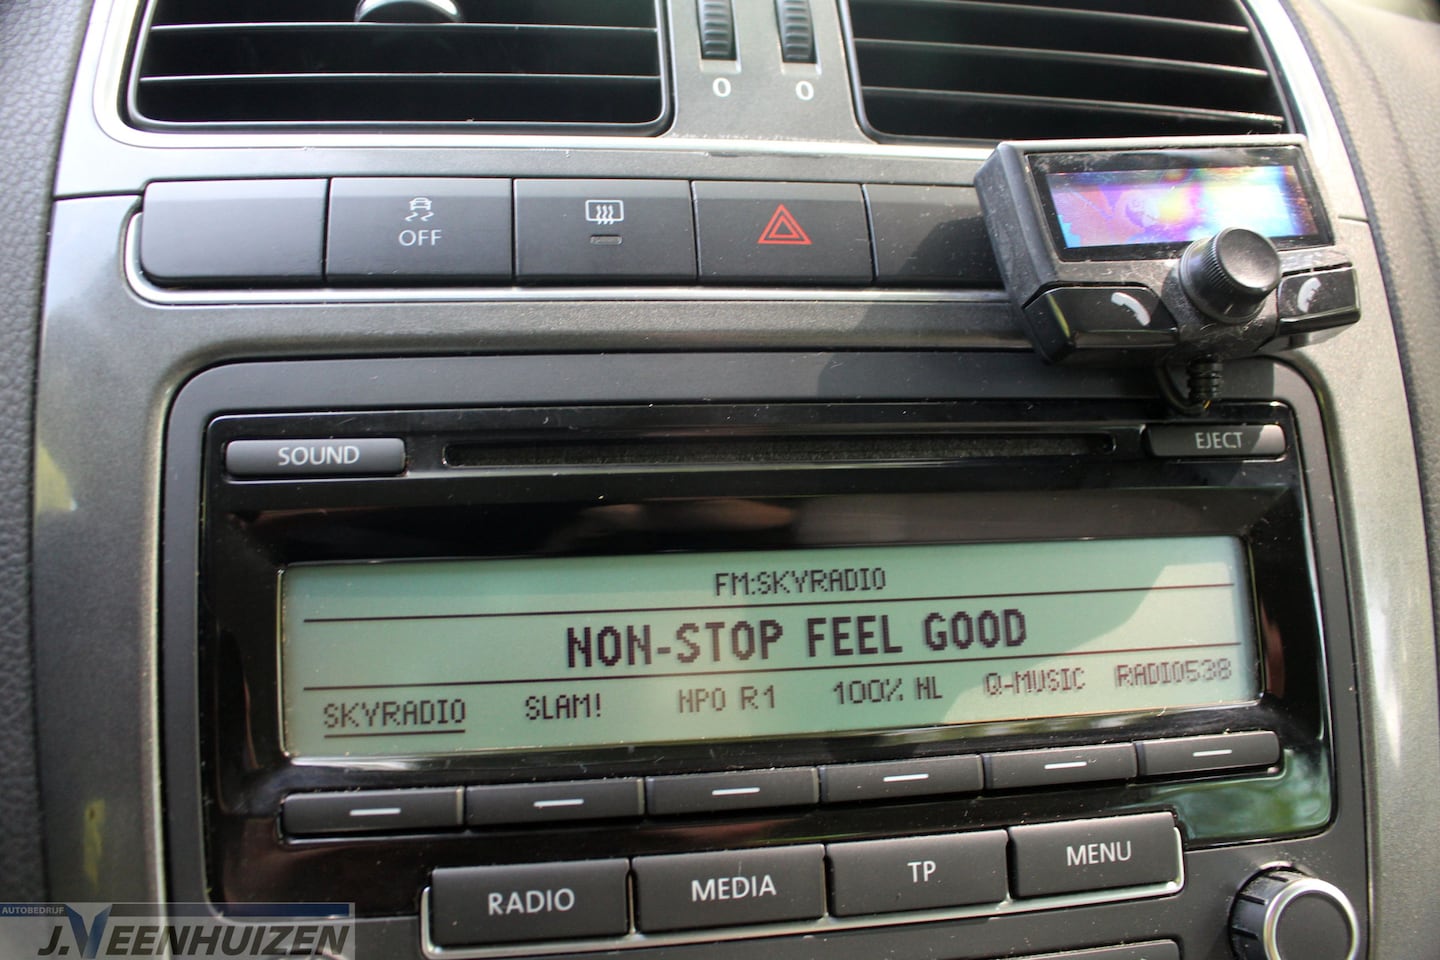 0 0
OFF
SOUND
EJECT
FM:SKYRADIO
NON-STOP FEEL GOOD
SKYRADIO SLAM! NPO R1 100% NL Q-MUSIC RADIO538
RADIO MEDIA TP MENU
AUTOBEDRIJF
J.VEENHUIZEN